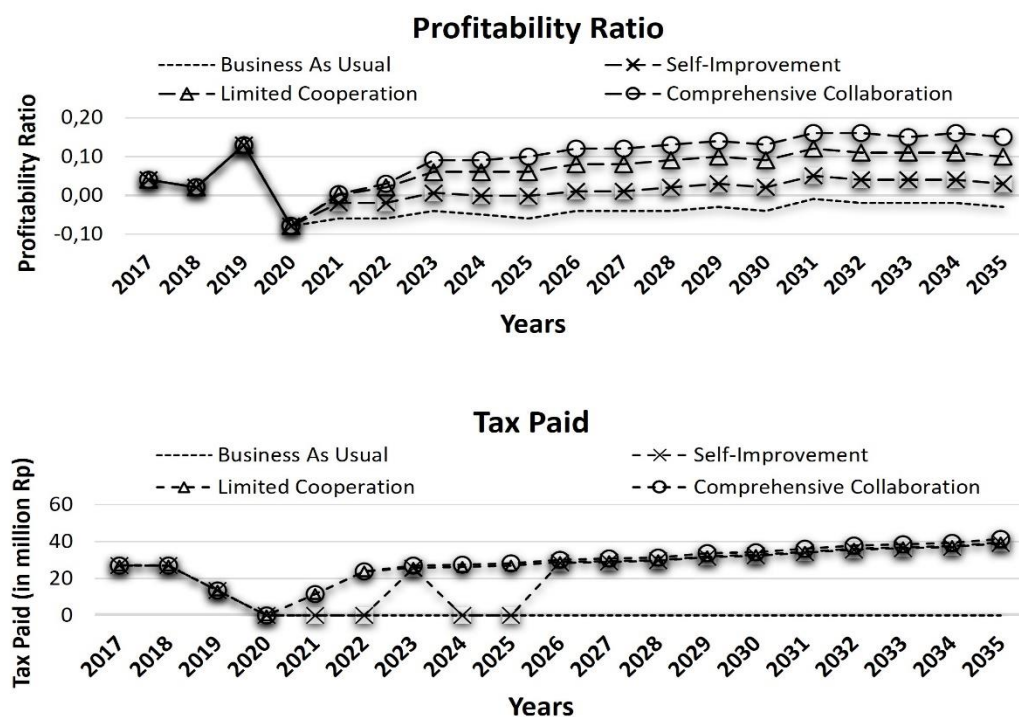 Profitability Ratio
Business As Usual
Self-Improvement
Limited Cooperation
Comprehensive Collaboration
Profitability Ratio
0,20
0,10
0,00
-0,10
2017 2018 2019 2020 2021 2022 2023 2024 2025 2026 2027 2028 2029 2030 2031 2032 2033 2034 2035
Years
Tax Paid
Business As Usual
Self-Improvement
Limited Cooperation
Comprehensive Collaboration
Tax Paid (in million Rp)
60
40
20
0
2017 2018 2019 2020 2021 2022 2023 2024 2025 2026 2027 2028 2029 2030 2031 2032 2033 2034 2035
Years